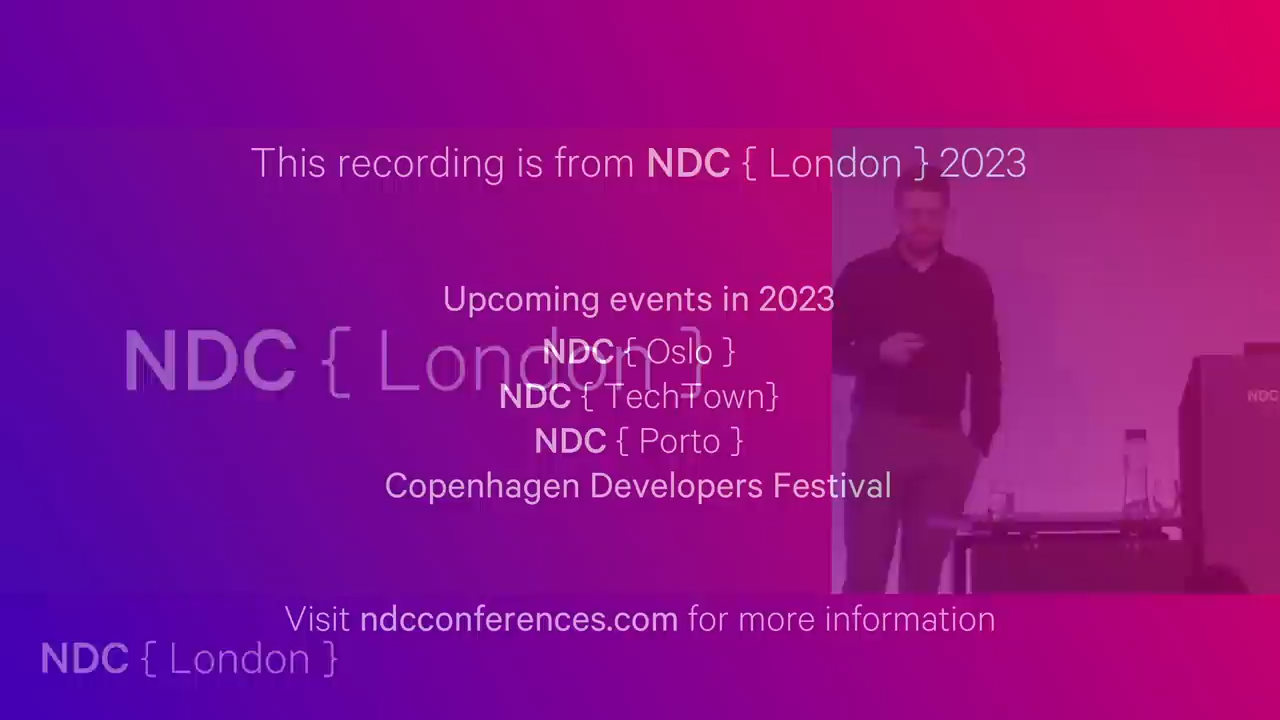 This recording is from NDC { London } 2023
Upcoming events in 2023
NDC { London }
NDC { Oslo }
NDC { TechTown}
NDC { Porto }
Copenhagen Developers Festival
Visit ndcconferences.com for more information
NDC { London }
NDC